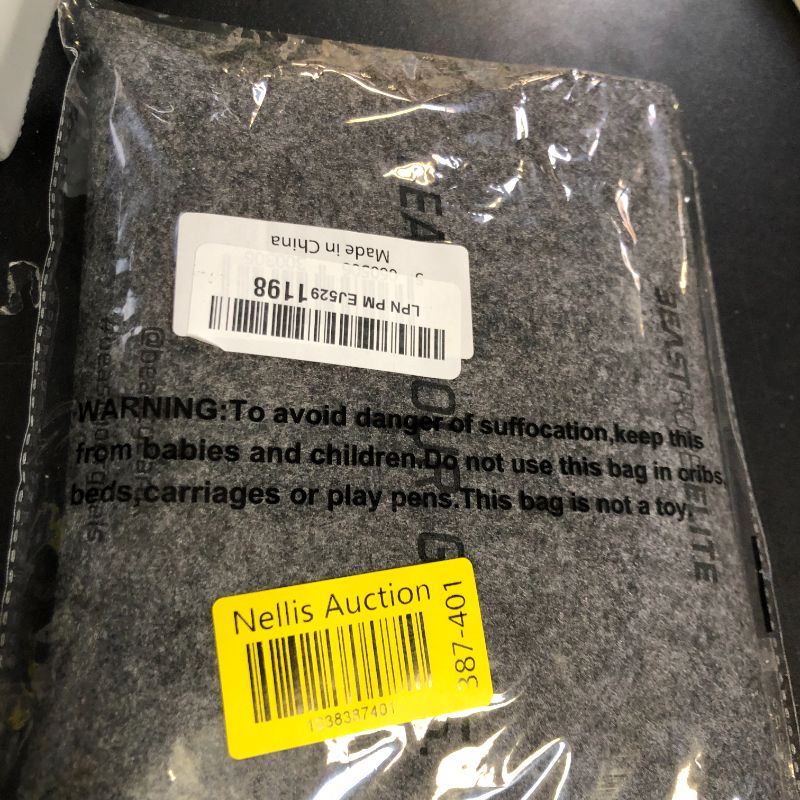 Made in China
LPN PM EJ5291198
WARNING:To avoid danger of suffocation,keep this
from babies and children.Do not use this bag in cribs,
beds,carriages or play pens.This bag is not a toy.
Nellis Auction
387-401
1038387401
BEAST
ELITE